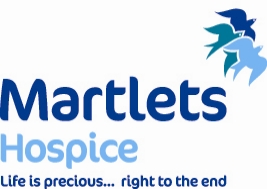 Martlets
Hospice
Life is precious... right to the end